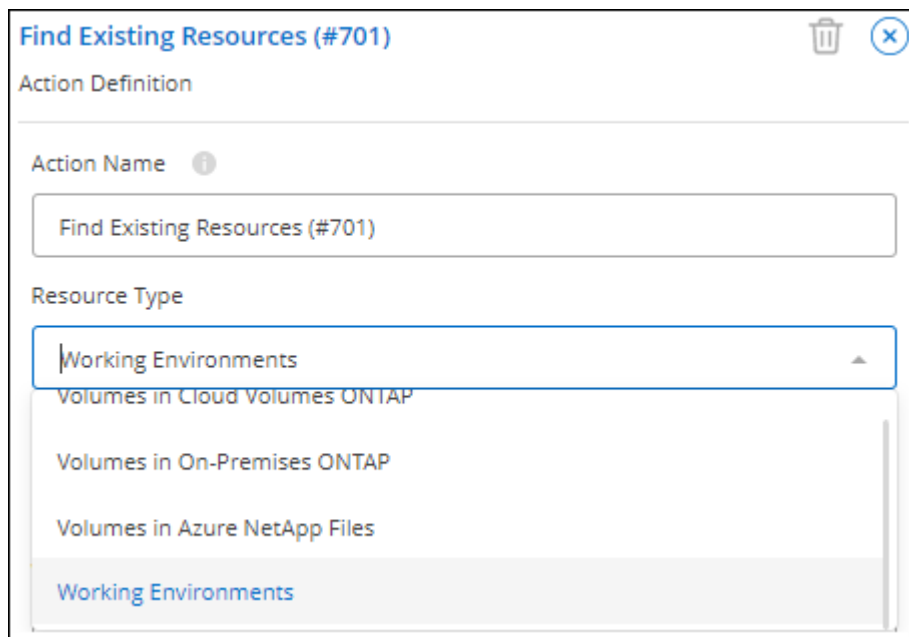 Find Existing Resources (#701)
Action Definition
Action Name
Find Existing Resources (#701)
Resource Type
Working Environments
Volumes in Cloud Volumes ONTAP
Volumes in On-Premises ONTAP
Volumes in Azure NetApp Files
Working Environments